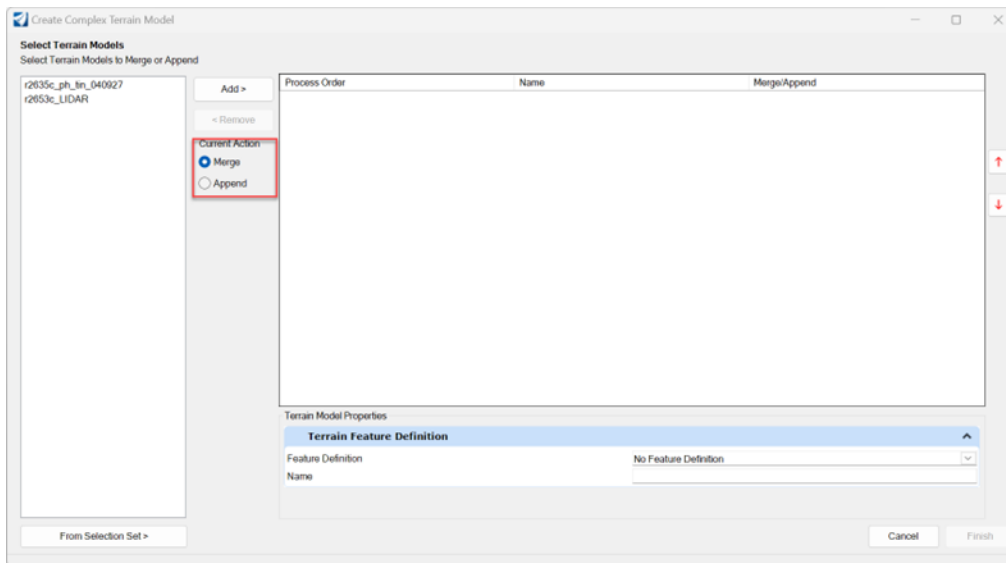 Create Complex Terrain Model
Select Terrain Models
Select Terrain Models to Merge or Append
r2635c_ph_tin_040927
r2653c_LIDAR
Add >
< Remove
Current Action
Merge
Append
Process Order Name Merge/Append
Terrain Model Properties
Terrain Feature Definition
Feature Definition No Feature Definition
Name
From Selection Set >
Cancel Finish